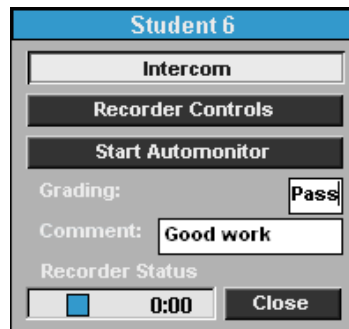 Student 6
Intercom
Recorder Controls
Start Automonitor
Grading: Pass
Comment: Good work
Recorder Status
0:00 Close